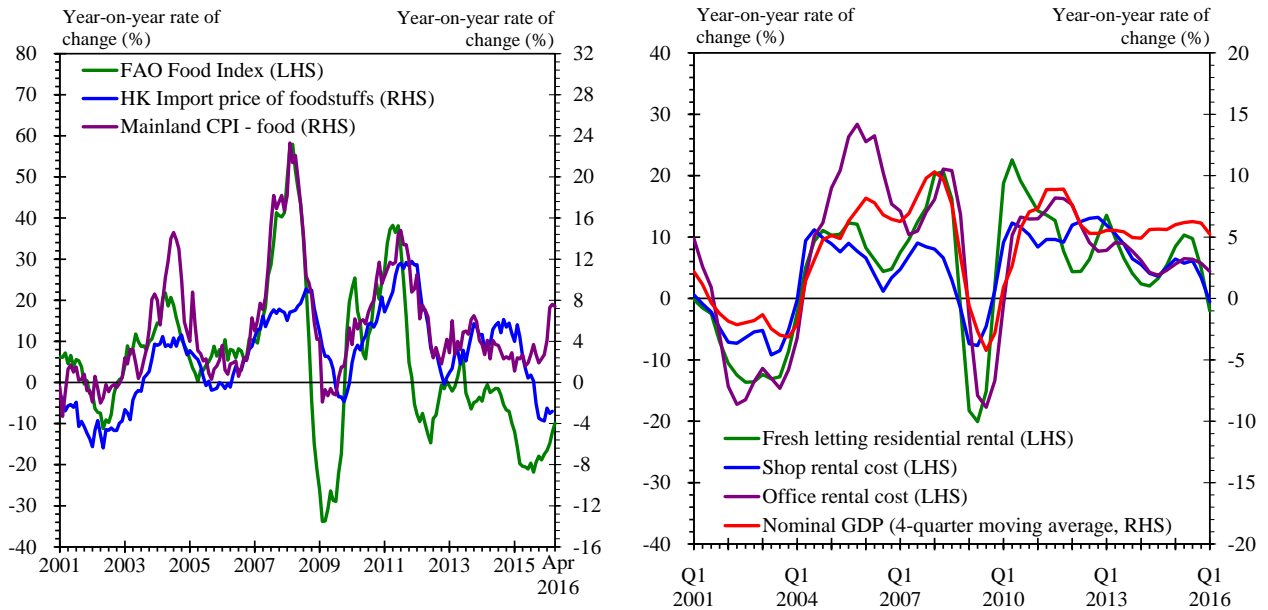 Year-on-year rate of
change (%)
Year-on-year rate of
change (%)
80
70
60
50
40
30
20
10
0
-10
-20
-30
-40
32
28
24
20
16
12
8
4
0
-4
-8
-12
-16
FAO Food Index (LHS)
HK Import price of foodstuffs (RHS)
Mainland CPI - food (RHS)
2001
2003
2005
2007
2009
2011
2013
2015
Apr
2016
Year-on-year rate of
change (%)
Year-on-year rate of
change (%)
40
30
20
10
0
-10
-20
-30
-40
20
15
10
5
0
-5
-10
-15
-20
Fresh letting residential rental (LHS)
Shop rental cost (LHS)
Office rental cost (LHS)
Nominal GDP (4-quarter moving average, RHS)
Q1
2001
Q1
2004
Q1
2007
Q1
2010
Q1
2013
Q1
2016